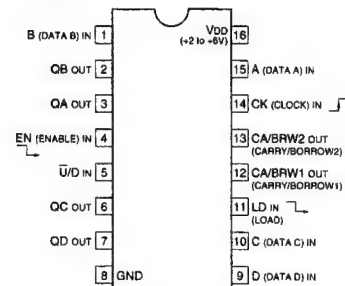 B (DATA B) IN 1
QB OUT 2
QA OUT 3
EN (ENABLE) IN 4
U/D IN 5
QC OUT 6
QD OUT 7
8 GND
VDD 16
(+2 to +6V)
15 A (DATA A) IN
14 CK (CLOCK) IN
13 CA/BRW2 OUT
(CARRY/BORROW2)
12 CA/BRW1 OUT
(CARRY/BORROW1)
11 LD IN
(LOAD)
10 C (DATA C) IN
9 D (DATA D) IN